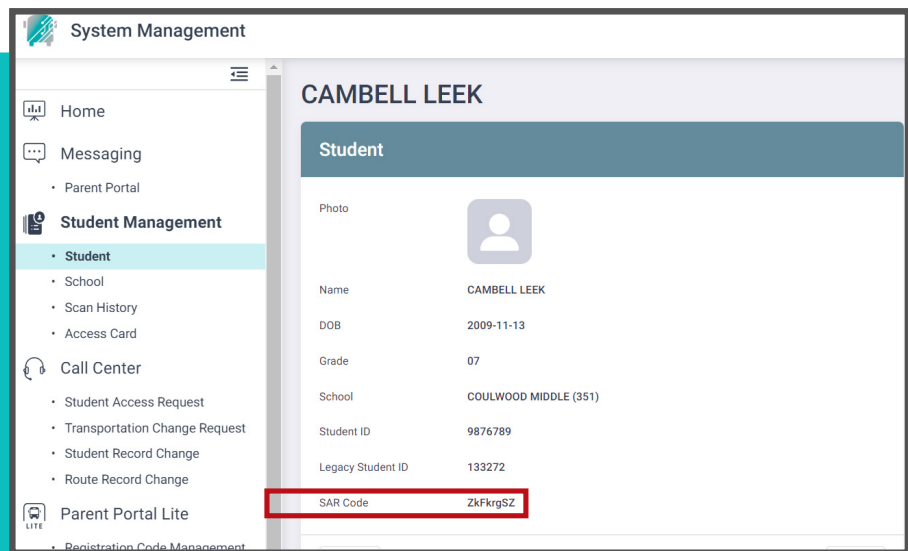 System Management
Home
Messaging
• Parent Portal
Student Management
• Student
• School
• Scan History
• Access Card
Call Center
• Student Access Request
• Transportation Change Request
• Student Record Change
• Route Record Change
LITE
Parent Portal Lite
• Registration Code Management
CAMBELL LEEK
Student
Photo
Name CAMBELL LEEK
DOB 2009-11-13
Grade 07
School COULWOOD MIDDLE (351)
Student ID 9876789
Legacy Student ID 133272
SAR Code ZkFkrgSZ